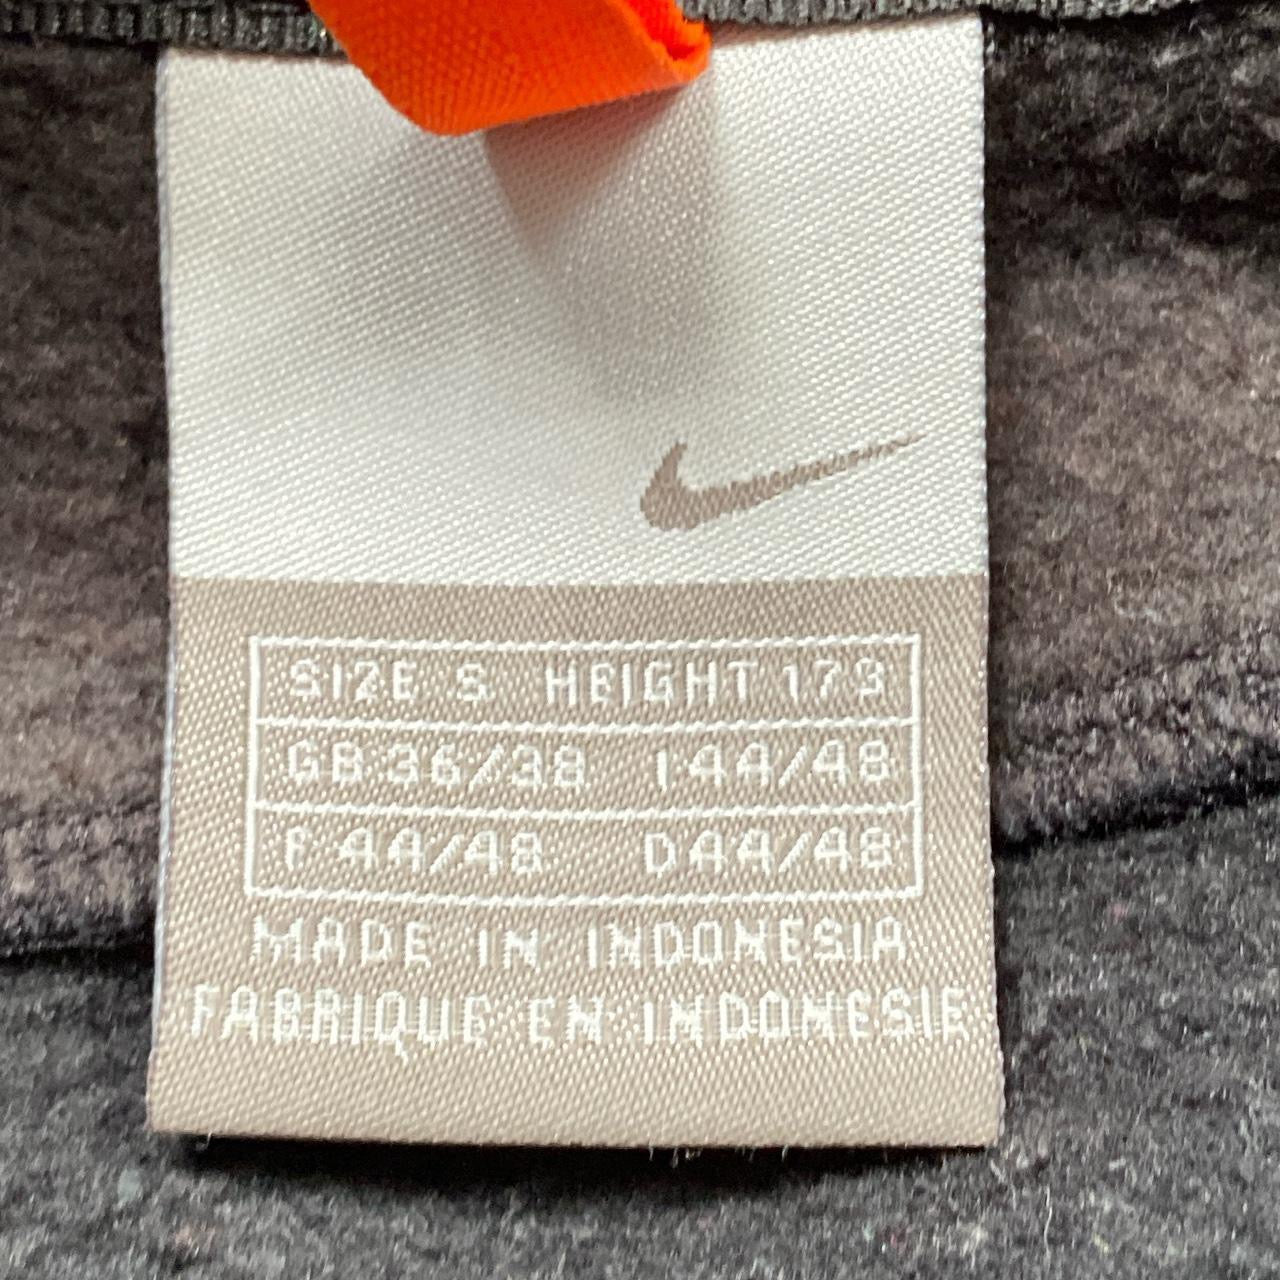 SIZE S HEIGHT 173
GB 36/38 I 44/48
F 44/48 D 44/48
MADE IN INDONESIA
FABRIQUE EN INDONESIE